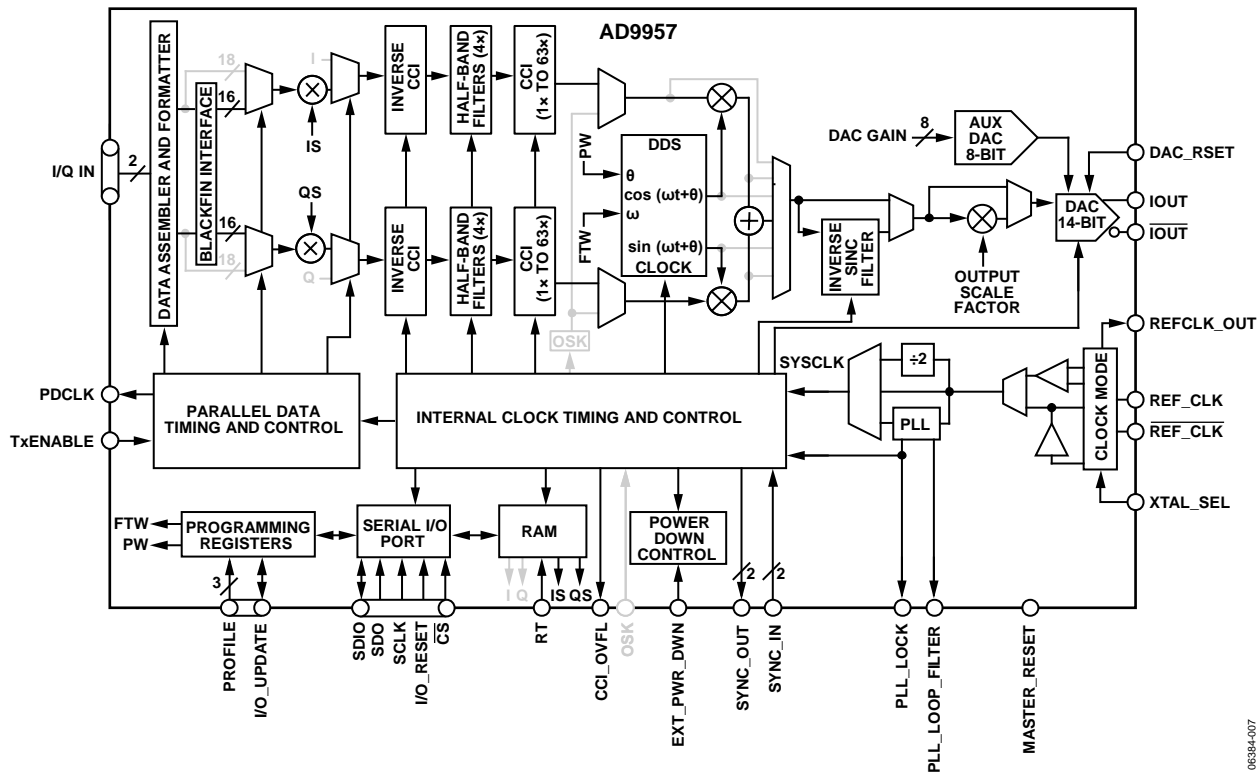 AD9957
I/Q IN
2
DATA ASSEMBLER AND FORMATTER
BLACKFIN INTERFACE
18
16
16
18
IS
QS
I
Q
INVERSE
CCI
HALF-BAND
FILTERS (4×)
CCI
(1× TO 63×)
INVERSE
CCI
HALF-BAND
FILTERS (4×)
CCI
(1× TO 63×)
OSK
PW
FTW
DDS
θ
cos (ωt+θ)
ω
sin (ωt+θ)
CLOCK
INVERSE
SINC
FILTER
OUTPUT
SCALE
FACTOR
DAC GAIN
8
AUX
DAC
8-BIT
DAC
14-BIT
DAC_RSET
IOUT
IOUT
REFCLK_OUT
REF_CLK
REF_CLK
XTAL_SEL
CLOCK MODE
SYSCLK
÷2
PLL
PDCLK
TxENABLE
PARALLEL DATA
TIMING AND CONTROL
INTERNAL CLOCK TIMING AND CONTROL
FTW
PW
PROGRAMMING
REGISTERS
SERIAL I/O
PORT
RAM
POWER
DOWN
CONTROL
3
I
Q
IS
QS
2
2
PROFILE
I/O_UPDATE
SDIO
SDO
SCLK
I/O_RESET
CS
RT
CCI_OVFL
OSK
EXT_PWR_DWN
SYNC_OUT
SYNC_IN
PLL_LOCK
PLL_LOOP_FILTER
MASTER_RESET
06384-007